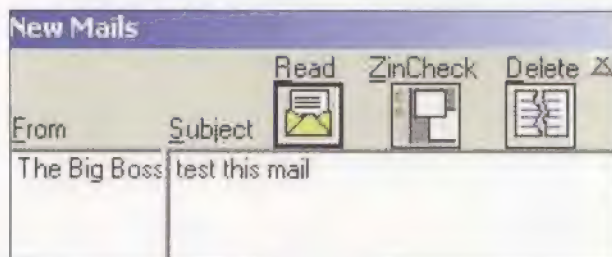 New Mails
Read ZinCheck Delete
From Subject
The Big Boss test this mail